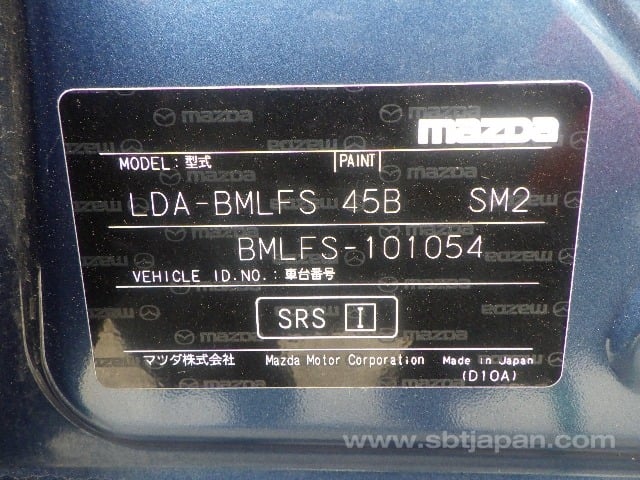 mazda
MODEL: 型式 PAINT
LDA-BMLFS 45B SM2
BMLFS-101054
VEHICLE ID.NO.: 車台番号
SRS I
マツダ株式会社 Mazda Motor Corporation Made in Japan
(D10A)
www.sbtjapan.com